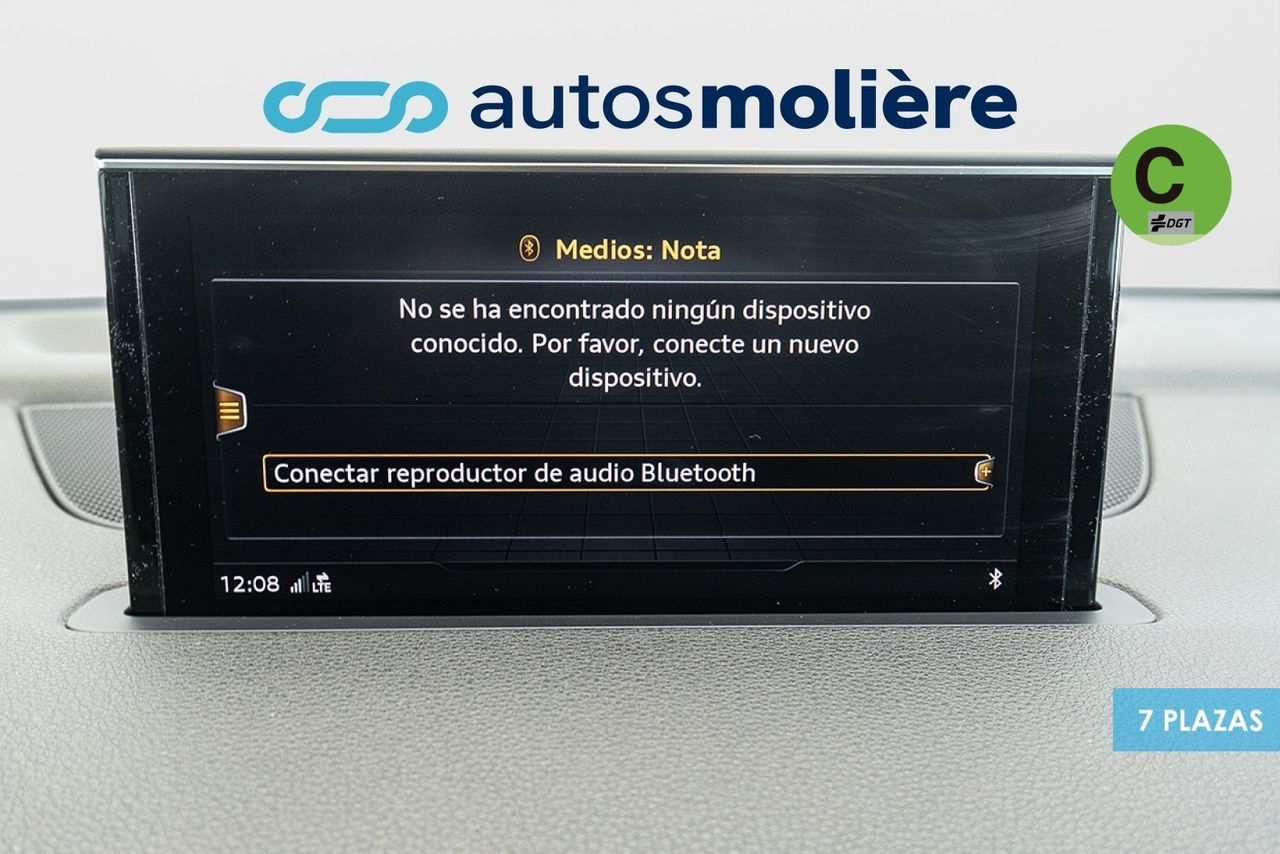 autosmolière
C
DGT
Medios: Nota
No se ha encontrado ningún dispositivo
conocido. Por favor, conecte un nuevo
dispositivo.
Conectar reproductor de audio Bluetooth
12:08 LTE
7 PLAZAS